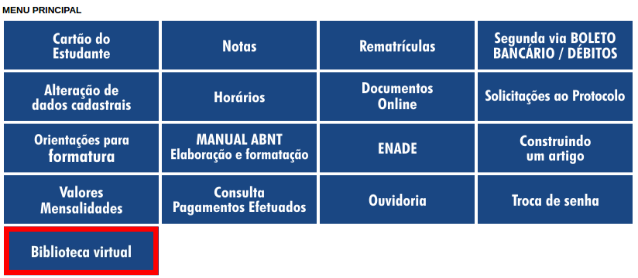 MENU PRINCIPAL
Cartão do
Estudante
Notas
Rematrículas
Segunda via BOLETO
BANCÁRIO / DÉBITOS
Alteração de
dados cadastrais
Horários
Documentos
Online
Solicitações ao Protocolo
Orientações para
formatura
MANUAL ABNT
Elaboração e formatação
ENADE
Construindo
um artigo
Valores
Mensalidades
Consulta
Pagamentos Efetuados
Ouvidoria
Troca de senha
Biblioteca virtual